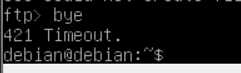 ftp> bye
421 Timeout.
debian@debian:~$